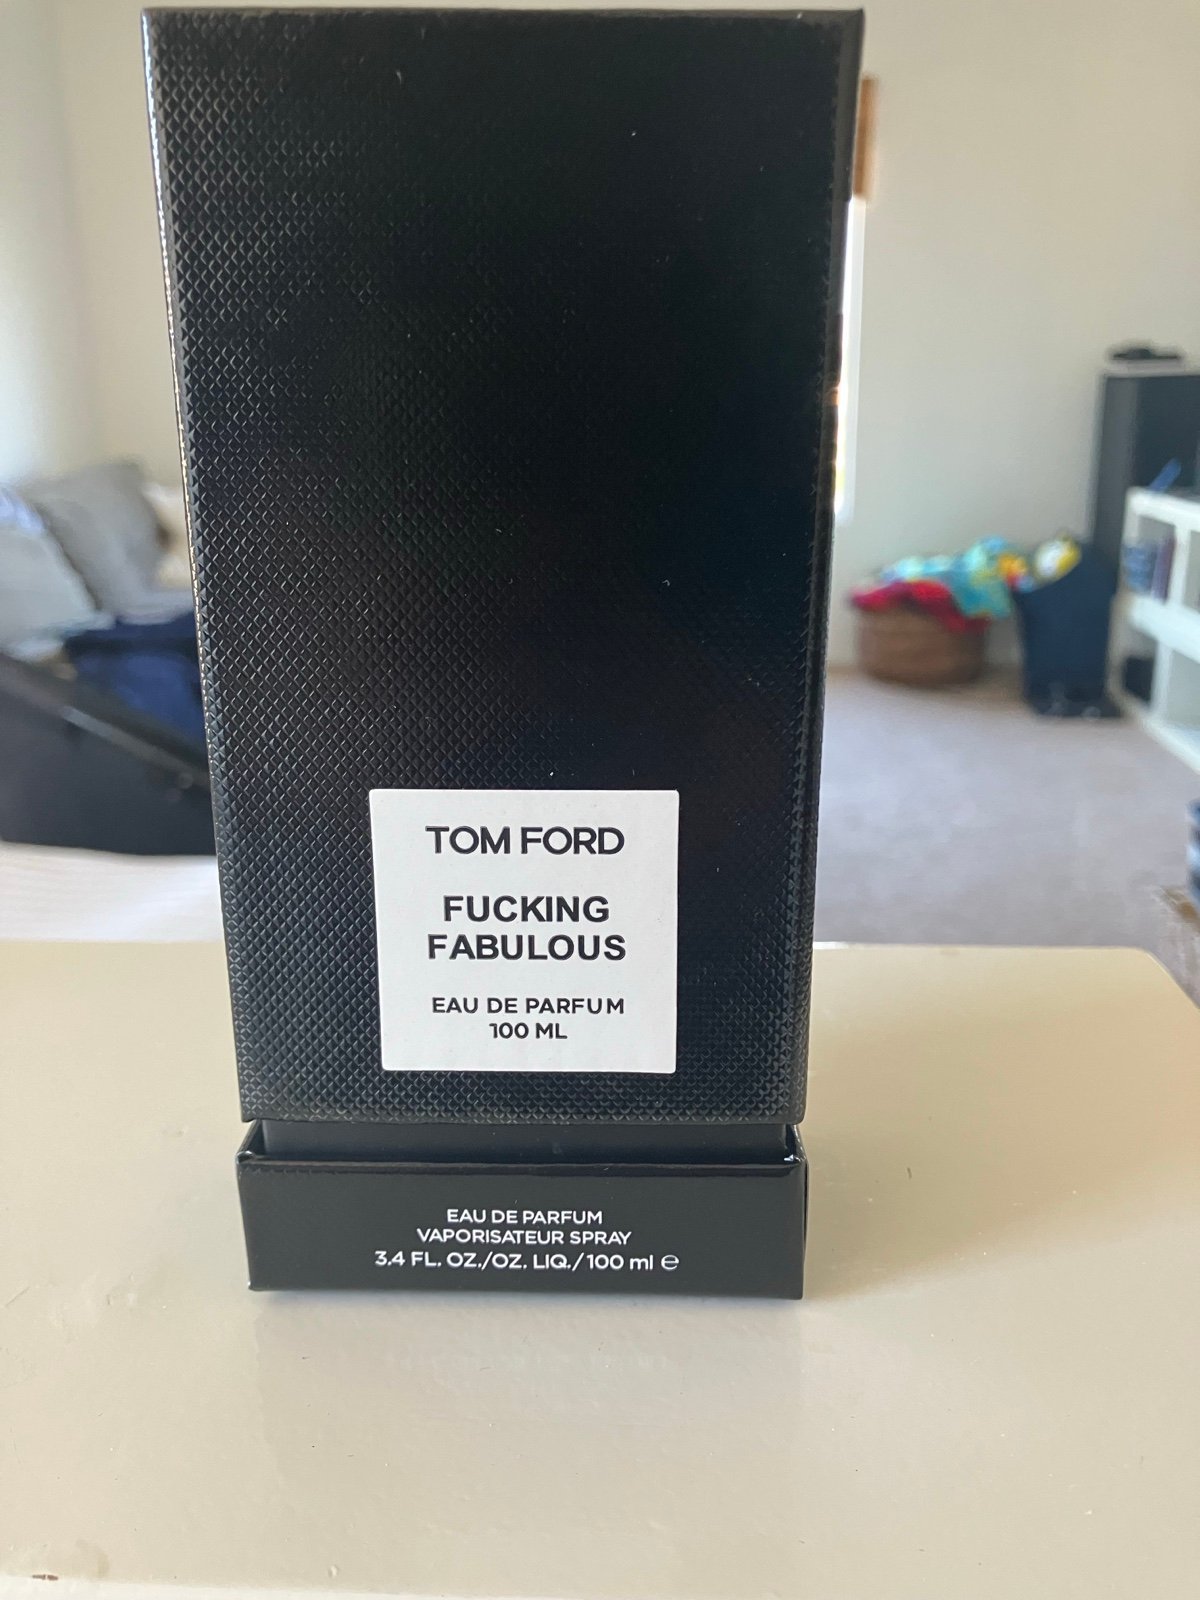 TOM FORD
FUCKING
FABULOUS
EAU DE PARFUM
100 ML
EAU DE PARFUM
VAPORISATEUR SPRAY
3.4 FL. OZ./OZ. LIQ./100 ml ℮